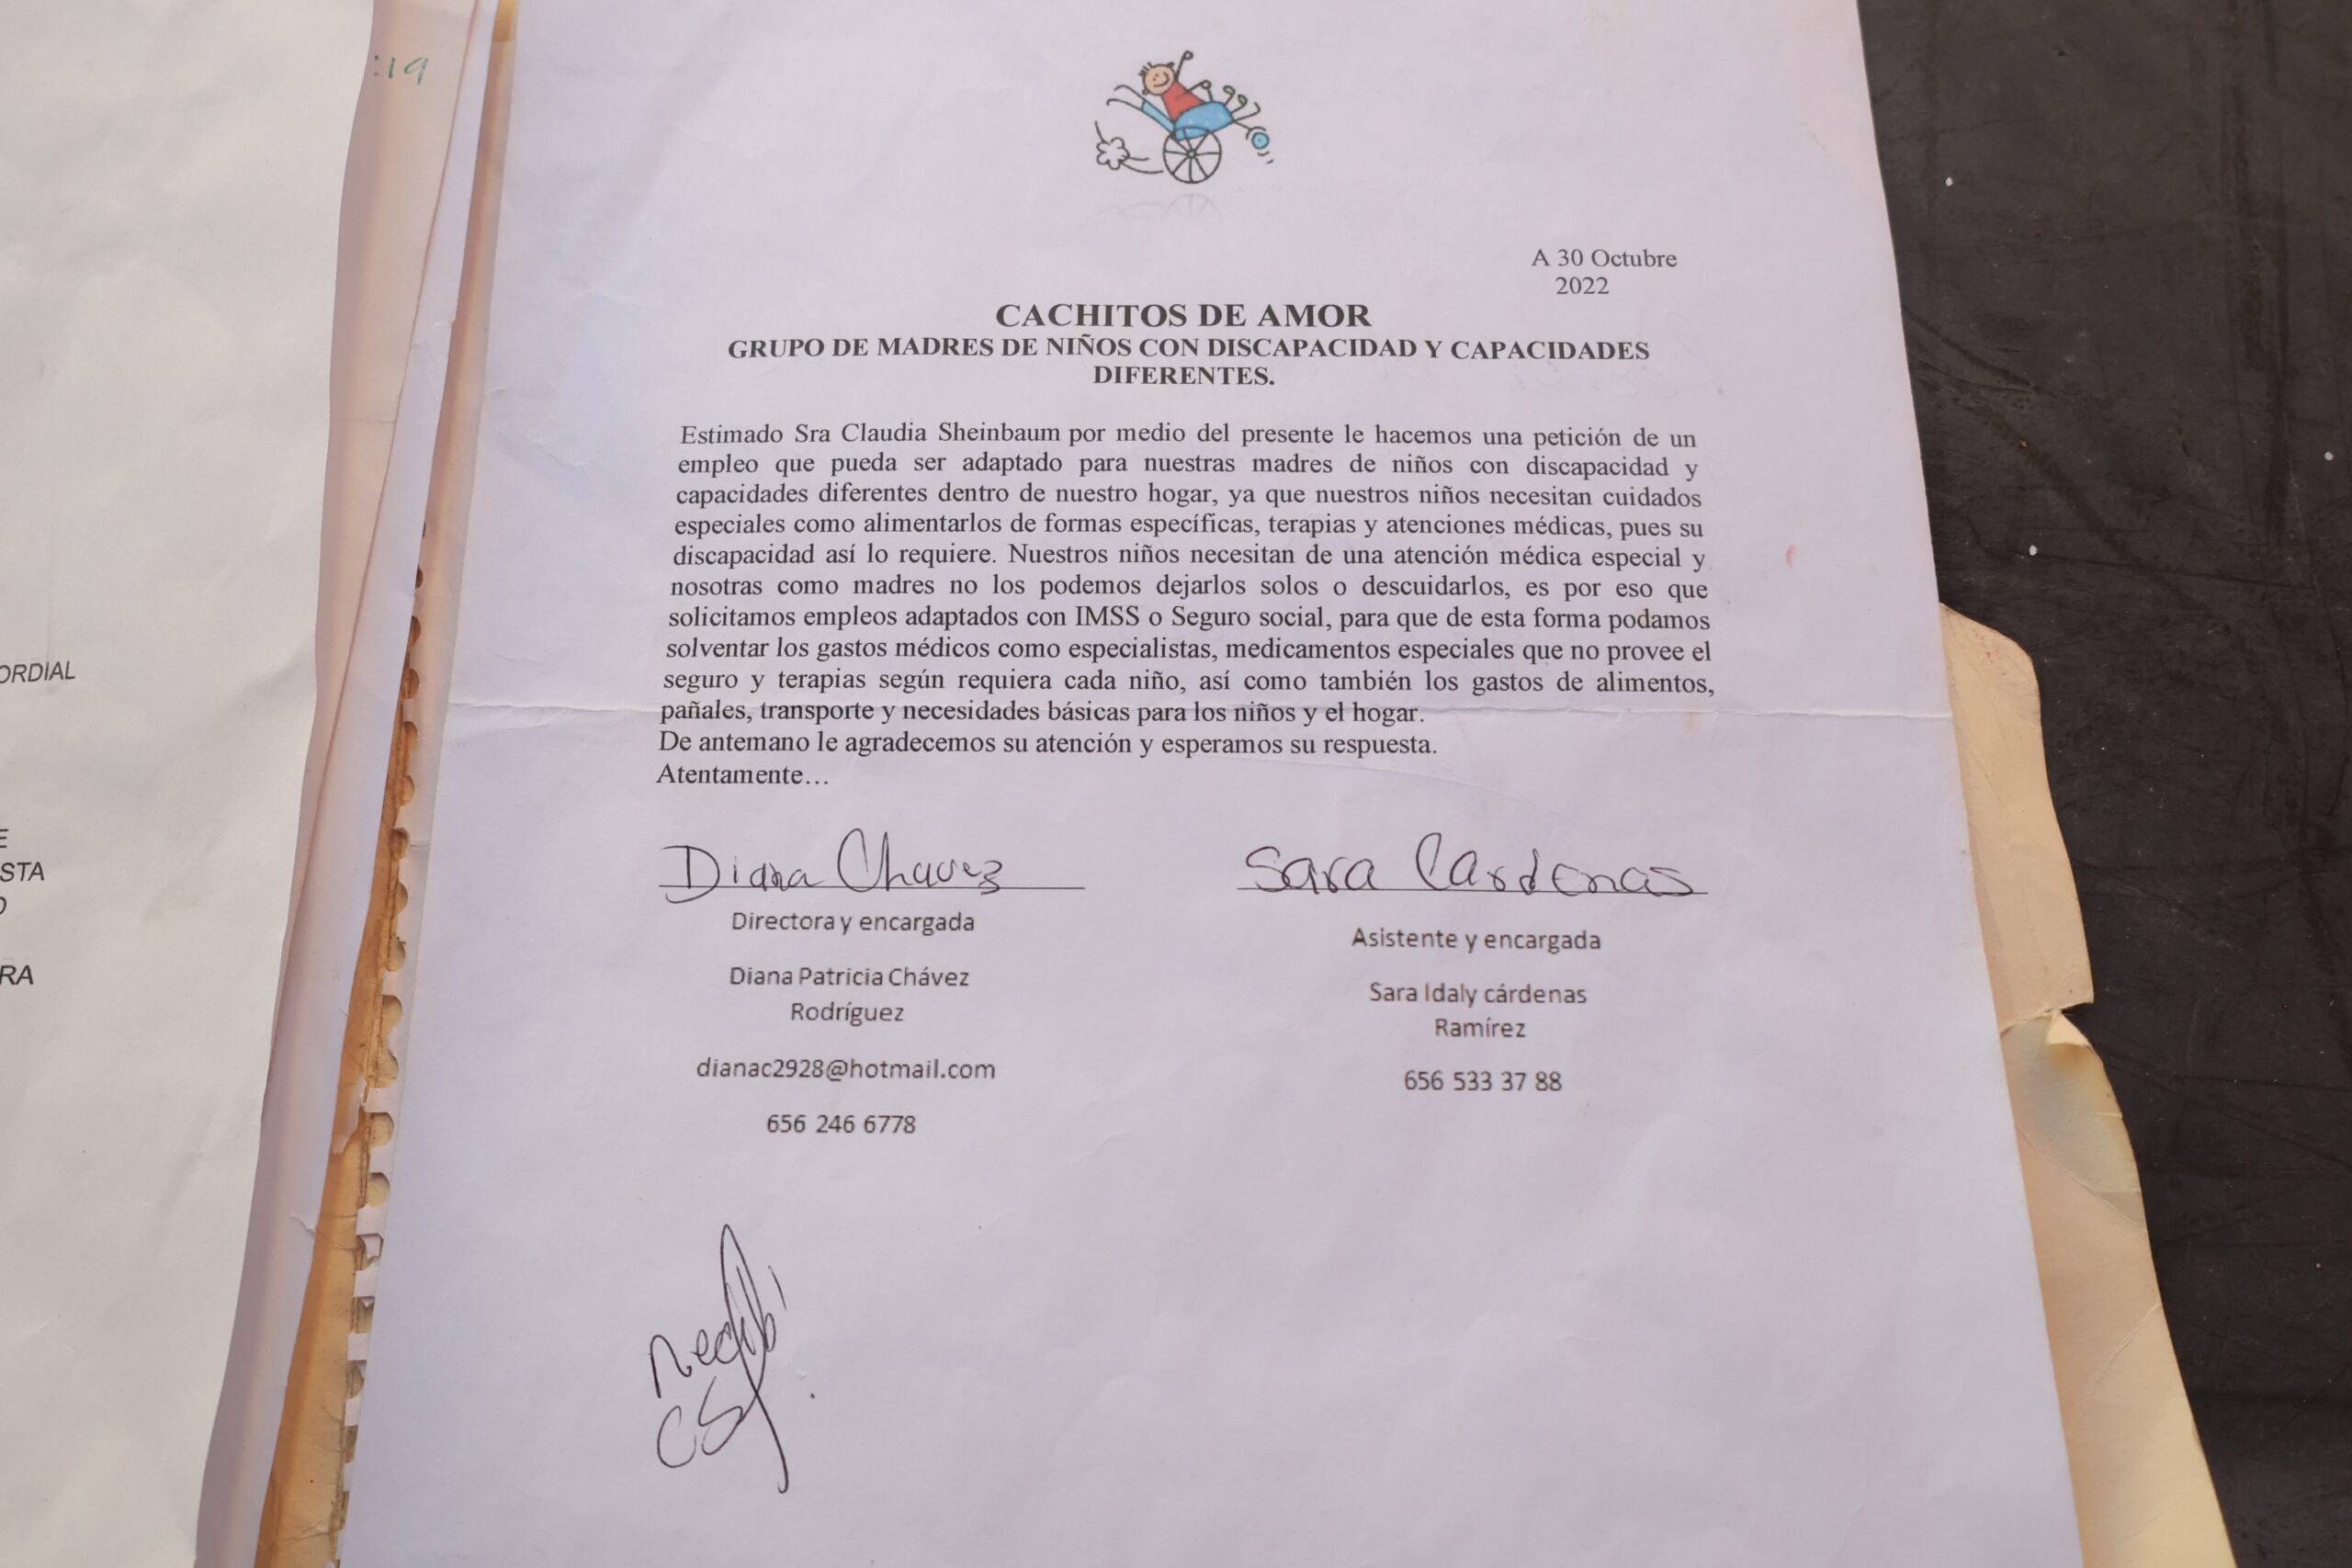 :19
ORDIAL
STA
RA
A 30 Octubre
2022
CACHITOS DE AMOR
GRUPO DE MADRES DE NIÑOS CON DISCAPACIDAD Y CAPACIDADES
DIFERENTES.
Estimado Sra Claudia Sheinbaum por medio del presente le hacemos una petición de un
empleo que pueda ser adaptado para nuestras madres de niños con discapacidad y
capacidades diferentes dentro de nuestro hogar, ya que nuestros niños necesitan cuidados
especiales como alimentarlos de formas específicas, terapias y atenciones médicas, pues su
discapacidad así lo requiere. Nuestros niños necesitan de una atención médica especial y
nosotras como madres no los podemos dejarlos solos o descuidarlos, es por eso que
solicitamos empleos adaptados con IMSS o Seguro social, para que de esta forma podamos
solventar los gastos médicos como especialistas, medicamentos especiales que no provee el
seguro y terapias según requiera cada niño, así como también los gastos de alimentos,
pañales, transporte y necesidades básicas para los niños y el hogar.
De antemano le agradecemos su atención y esperamos su respuesta.
Atentamente...
Diana Chavez
Sara Cardenas
Directora y encargada
Asistente y encargada
Diana Patricia Chávez
Rodríguez
Sara Idaly cárdenas
Ramírez
dianac2928@hotmail.com
656 533 37 88
656 246 6778
Recibí
CS